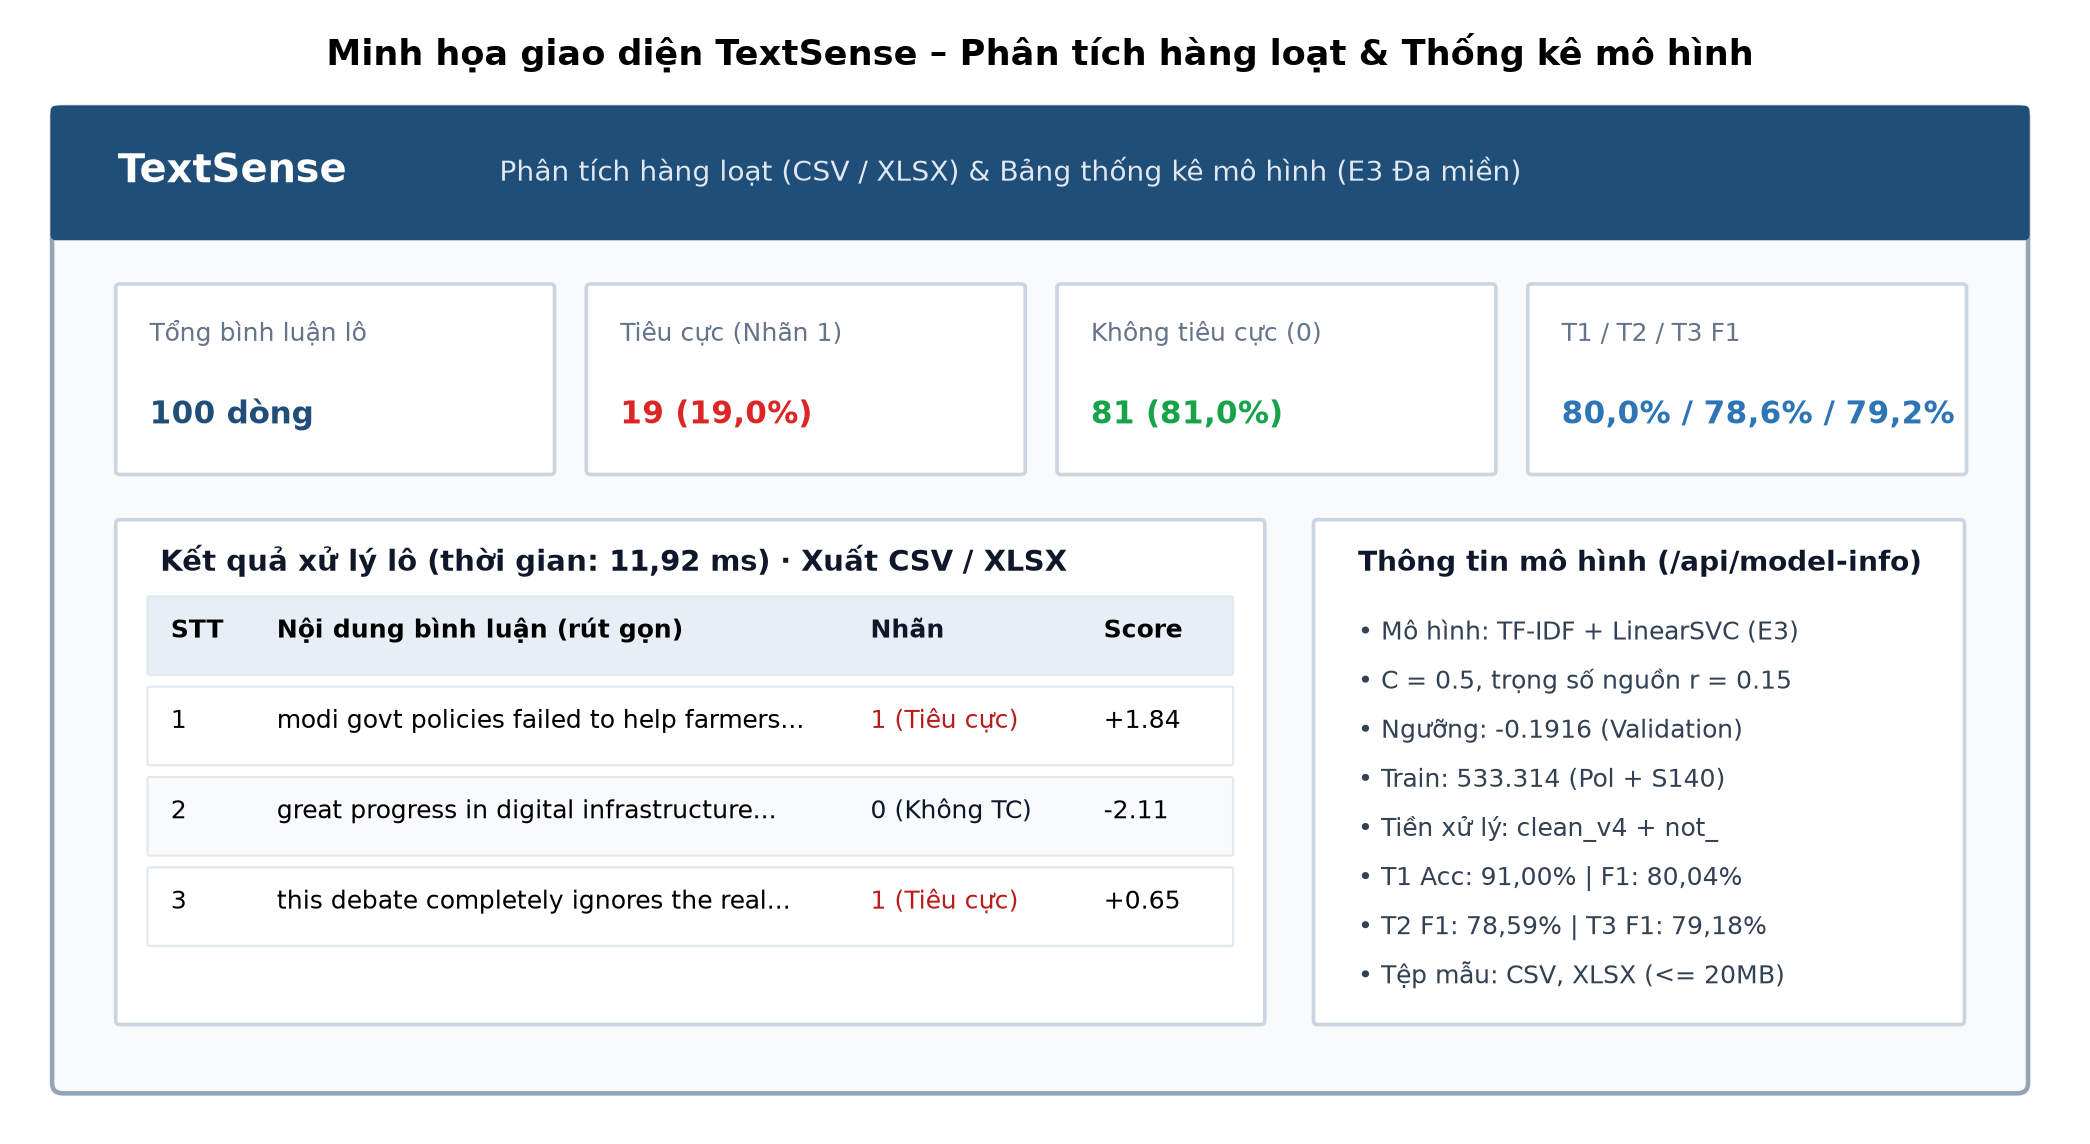 Minh họa giao diện TextSense – Phân tích hàng loạt & Thống kê mô hình
TextSense
Phân tích hàng loạt (CSV / XLSX) & Bảng thống kê mô hình (E3 Đa miền)
Tổng bình luận lô
100 dòng
Tiêu cực (Nhãn 1)
19 (19,0%)
Không tiêu cực (0)
81 (81,0%)
T1 / T2 / T3 F1
80,0% / 78,6% / 79,2%
Kết quả xử lý lô (thời gian: 11,92 ms) · Xuất CSV / XLSX
STT Nội dung bình luận (rút gọn) Nhãn Score
1 modi govt policies failed to help farmers... 1 (Tiêu cực) +1.84
2 great progress in digital infrastructure... 0 (Không TC) -2.11
3 this debate completely ignores the real... 1 (Tiêu cực) +0.65
Thông tin mô hình (/api/model-info)
• Mô hình: TF-IDF + LinearSVC (E3)
• C = 0.5, trọng số nguồn r = 0.15
• Ngưỡng: -0.1916 (Validation)
• Train: 533.314 (Pol + S140)
• Tiền xử lý: clean_v4 + not_
• T1 Acc: 91,00% | F1: 80,04%
• T2 F1: 78,59% | T3 F1: 79,18%
• Tệp mẫu: CSV, XLSX (<= 20MB)